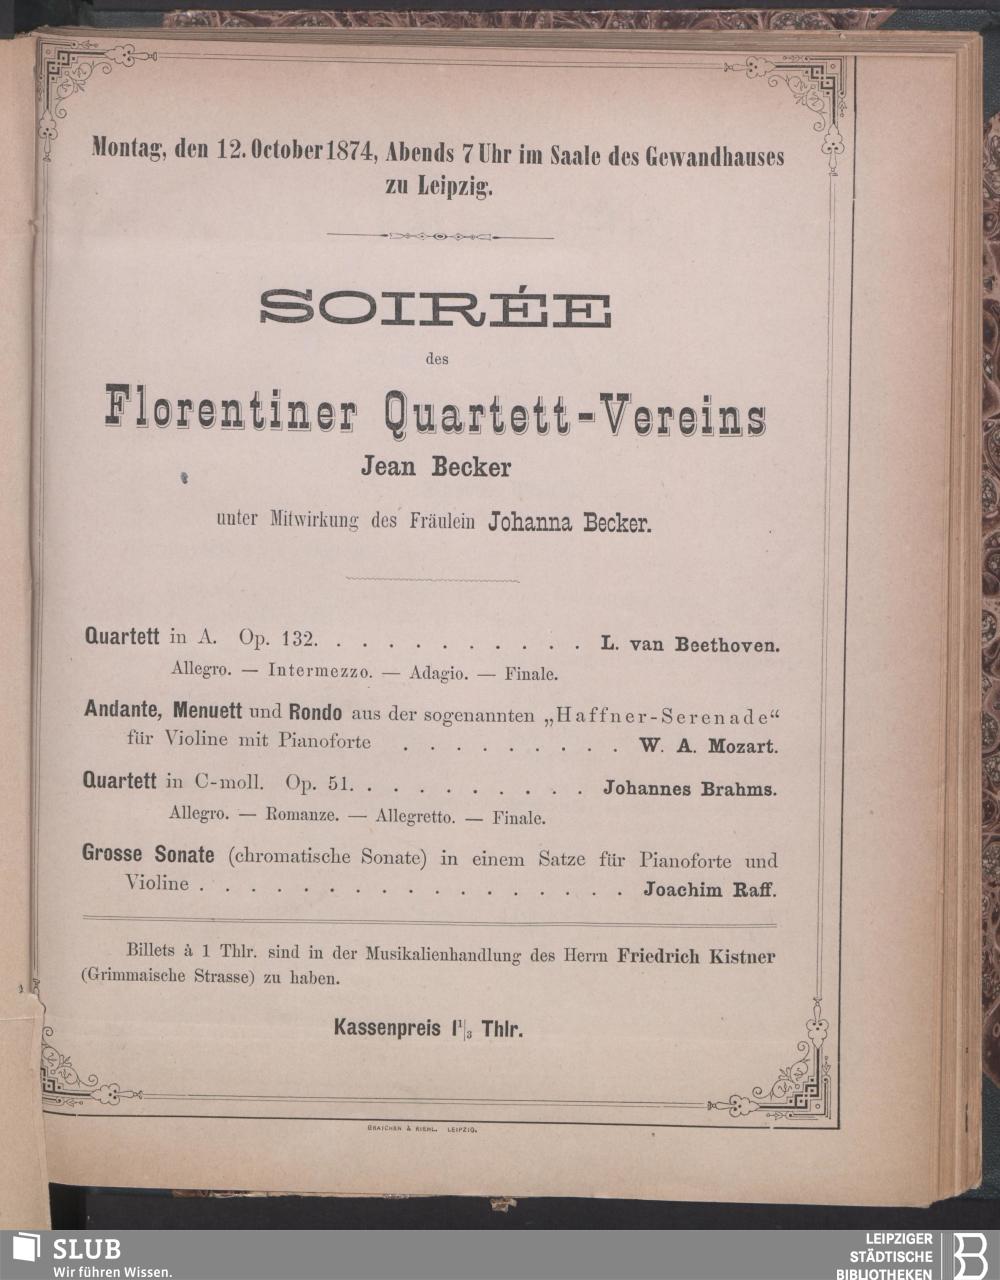 Montag, den 12. October 1874, Abends 7 Uhr im Saale des Gewandhauses
zu Leipzig.
SOIRÉE
des
Florentiner Quartett-Vereins
Jean Becker
unter Mitwirkung des Fräulein Johanna Becker.
Quartett in A. Op. 132. . . . . . . . . . . . L. van Beethoven.
Allegro. — Intermezzo. — Adagio. — Finale.
Andante, Menuett und Rondo aus der sogenannten „Haffner-Serenade“
für Violine mit Pianoforte . . . . . . . . . W. A. Mozart.
Quartett in C-moll. Op. 51. . . . . . . . . . Johannes Brahms.
Allegro. — Romanze. — Allegretto. — Finale.
Grosse Sonate (chromatische Sonate) in einem Satze für Pianoforte und
Violine . . . . . . . . . . . . . . . . . Joachim Raff.
Billets à 1 Thlr. sind in der Musikalienhandlung des Herrn Friedrich Kistner
(Grimmaische Strasse) zu haben.
Kassenpreis 1 1/3 Thlr.
GRAICHEN & RIEHL. LEIPZIG.
SLUB
Wir führen Wissen.
LEIPZIGER
STÄDTISCHE
BIBLIOTHEKEN